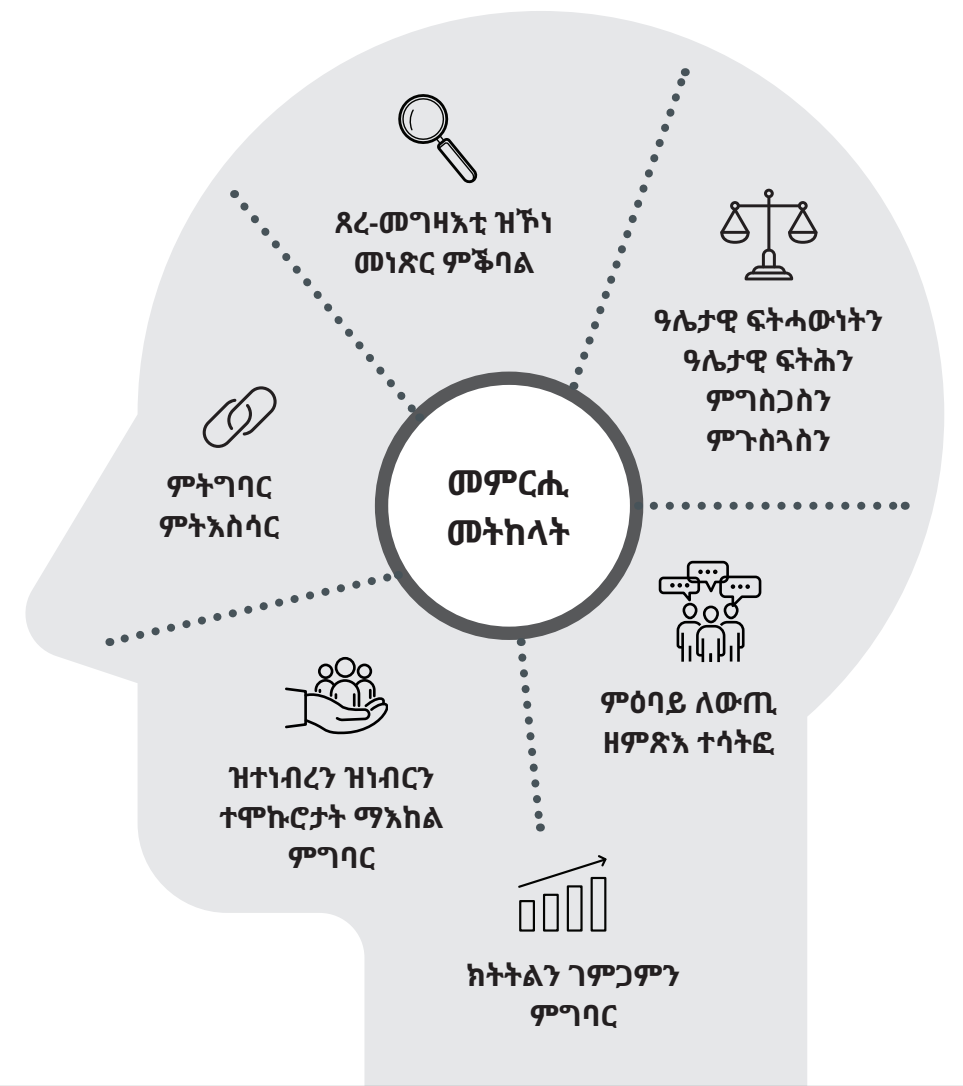 ጸረ-መግዛእቲ ዝኾነ
መነጽር ምቕባል
ዓሌታዊ ፍትሓውነትን
ዓሌታዊ ፍትሕን
ምግስጋስን
ምጉስጓስን
ምትግባር
ምትእስሳር
መምርሒ
መትከላት
ምዕባይ ለውጢ
ዘምጽእ ተሳትፎ
ዝተነብረን ዝነብርን
ተሞኩሮታት ማእከል
ምግባር
ክትትልን ገምጋምን
ምግባር